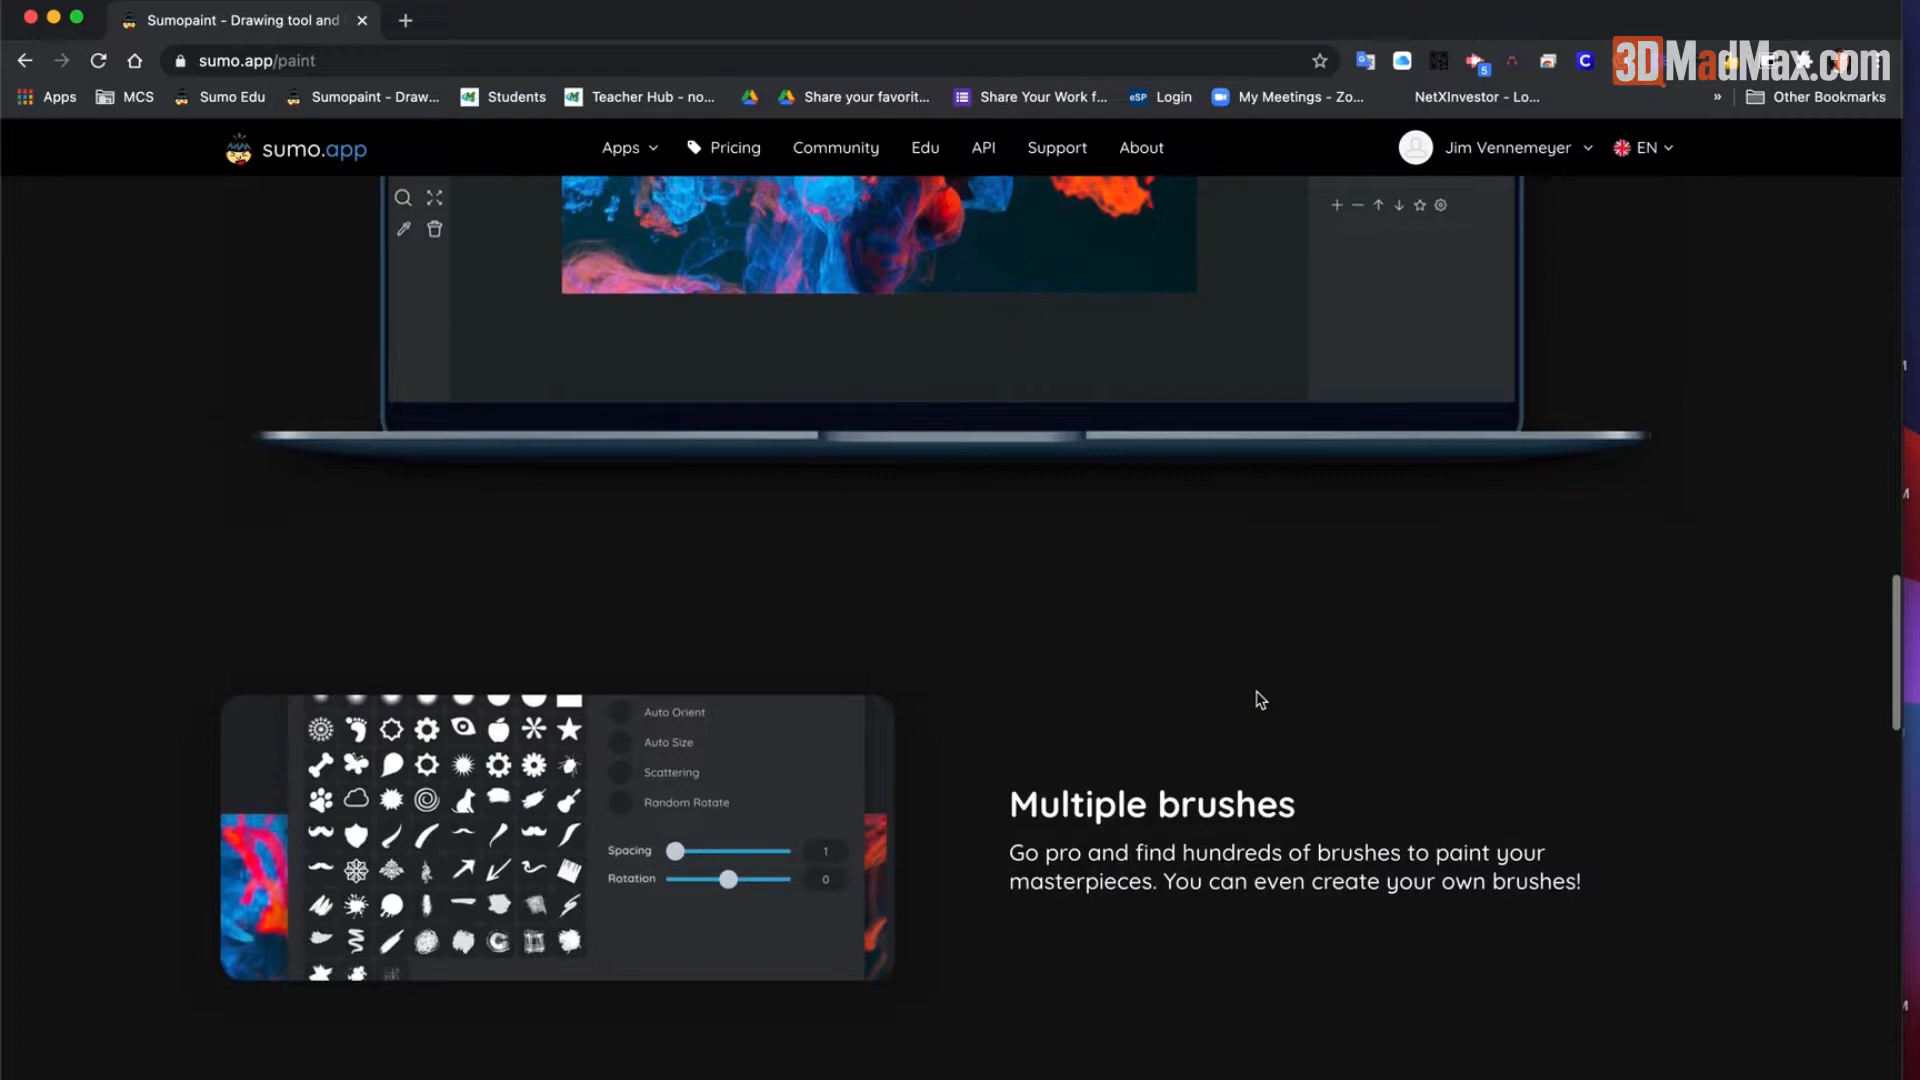 Sumopaint - Drawing tool and
sumo.app/paint
5
3DMadMax.com
Apps
MCS
Sumo Edu
Sumopaint - Draw...
Students
Teacher Hub - no...
Share your favorit...
Share Your Work f...
eSP
Login
My Meetings - Zo...
NetXInvestor - Lo...
»
Other Bookmarks
sumo.app
Apps
Pricing
Community
Edu
API
Support
About
Jim Vennemeyer
EN
Auto Orient
Auto Size
Scattering
Random Rotate
Spacing
1
Rotation
0
Multiple brushes
Go pro and find hundreds of brushes to paint your
masterpieces. You can even create your own brushes!